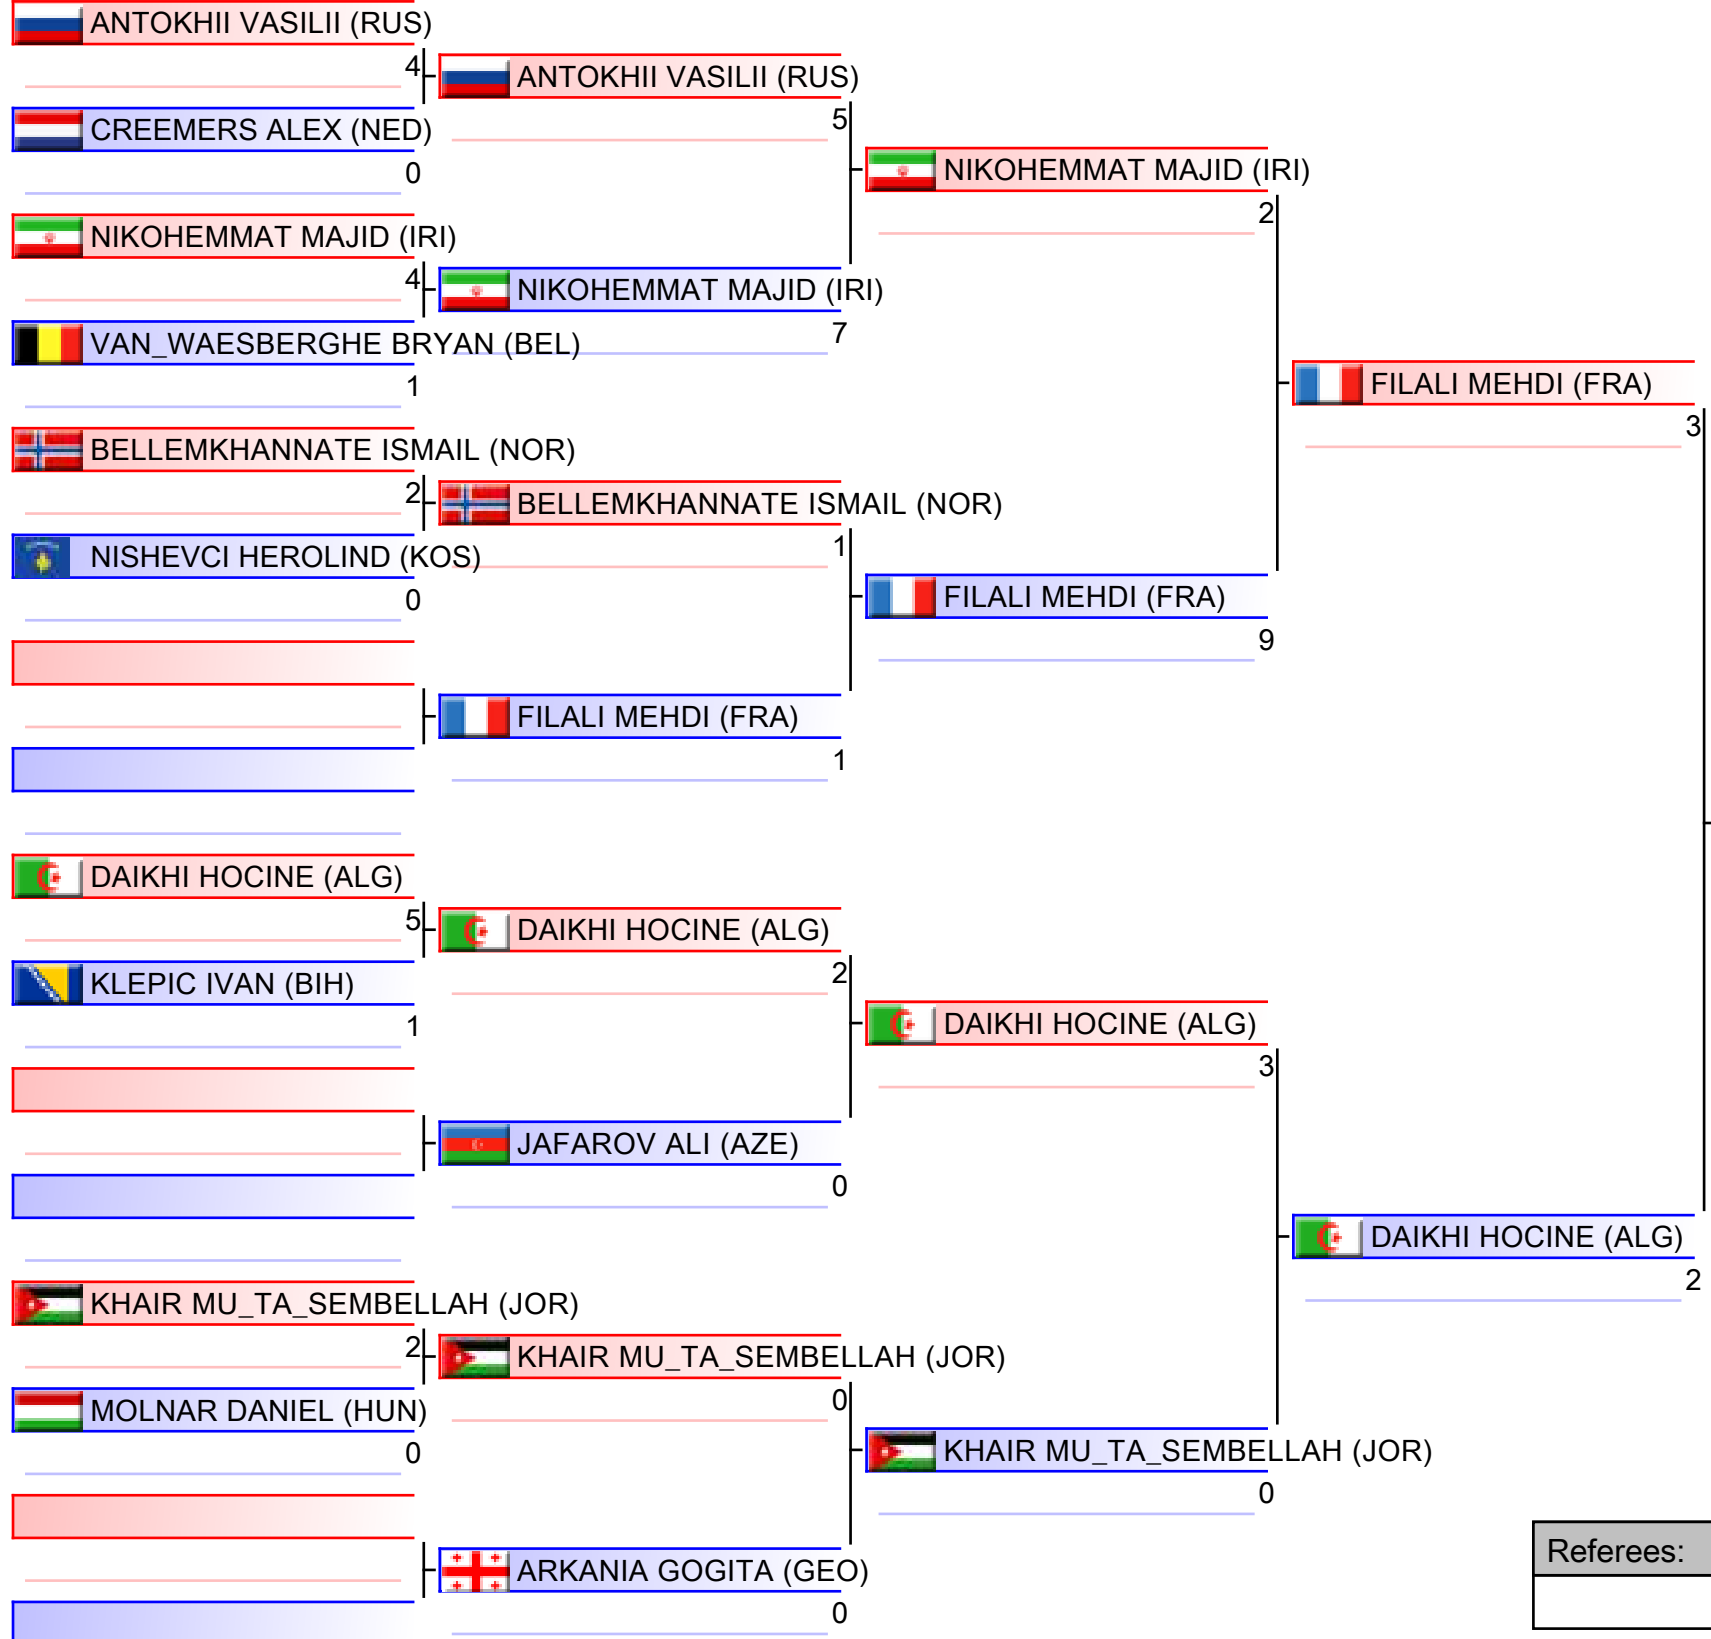 ANTOKHII VASILII (RUS)
4
ANTOKHII VASILII (RUS)
5
CREEMERS ALEX (NED)
0
NIKOHEMMAT MAJID (IRI)
2
NIKOHEMMAT MAJID (IRI)
4
NIKOHEMMAT MAJID (IRI)
7
VAN_WAESBERGHE BRYAN (BEL)
1
FILALI MEHDI (FRA)
3
BELLEMKHANNATE ISMAIL (NOR)
2
BELLEMKHANNATE ISMAIL (NOR)
1
NISHEVCI HEROLIND (KOS)
0
FILALI MEHDI (FRA)
9
FILALI MEHDI (FRA)
1
DAIKHI HOCINE (ALG)
5
DAIKHI HOCINE (ALG)
2
KLEPIC IVAN (BIH)
1
DAIKHI HOCINE (ALG)
3
JAFAROV ALI (AZE)
0
DAIKHI HOCINE (ALG)
2
KHAIR MU_TA_SEMBELLAH (JOR)
2
KHAIR MU_TA_SEMBELLAH (JOR)
0
MOLNAR DANIEL (HUN)
0
KHAIR MU_TA_SEMBELLAH (JOR)
0
ARKANIA GOGITA (GEO)
0
Referees: